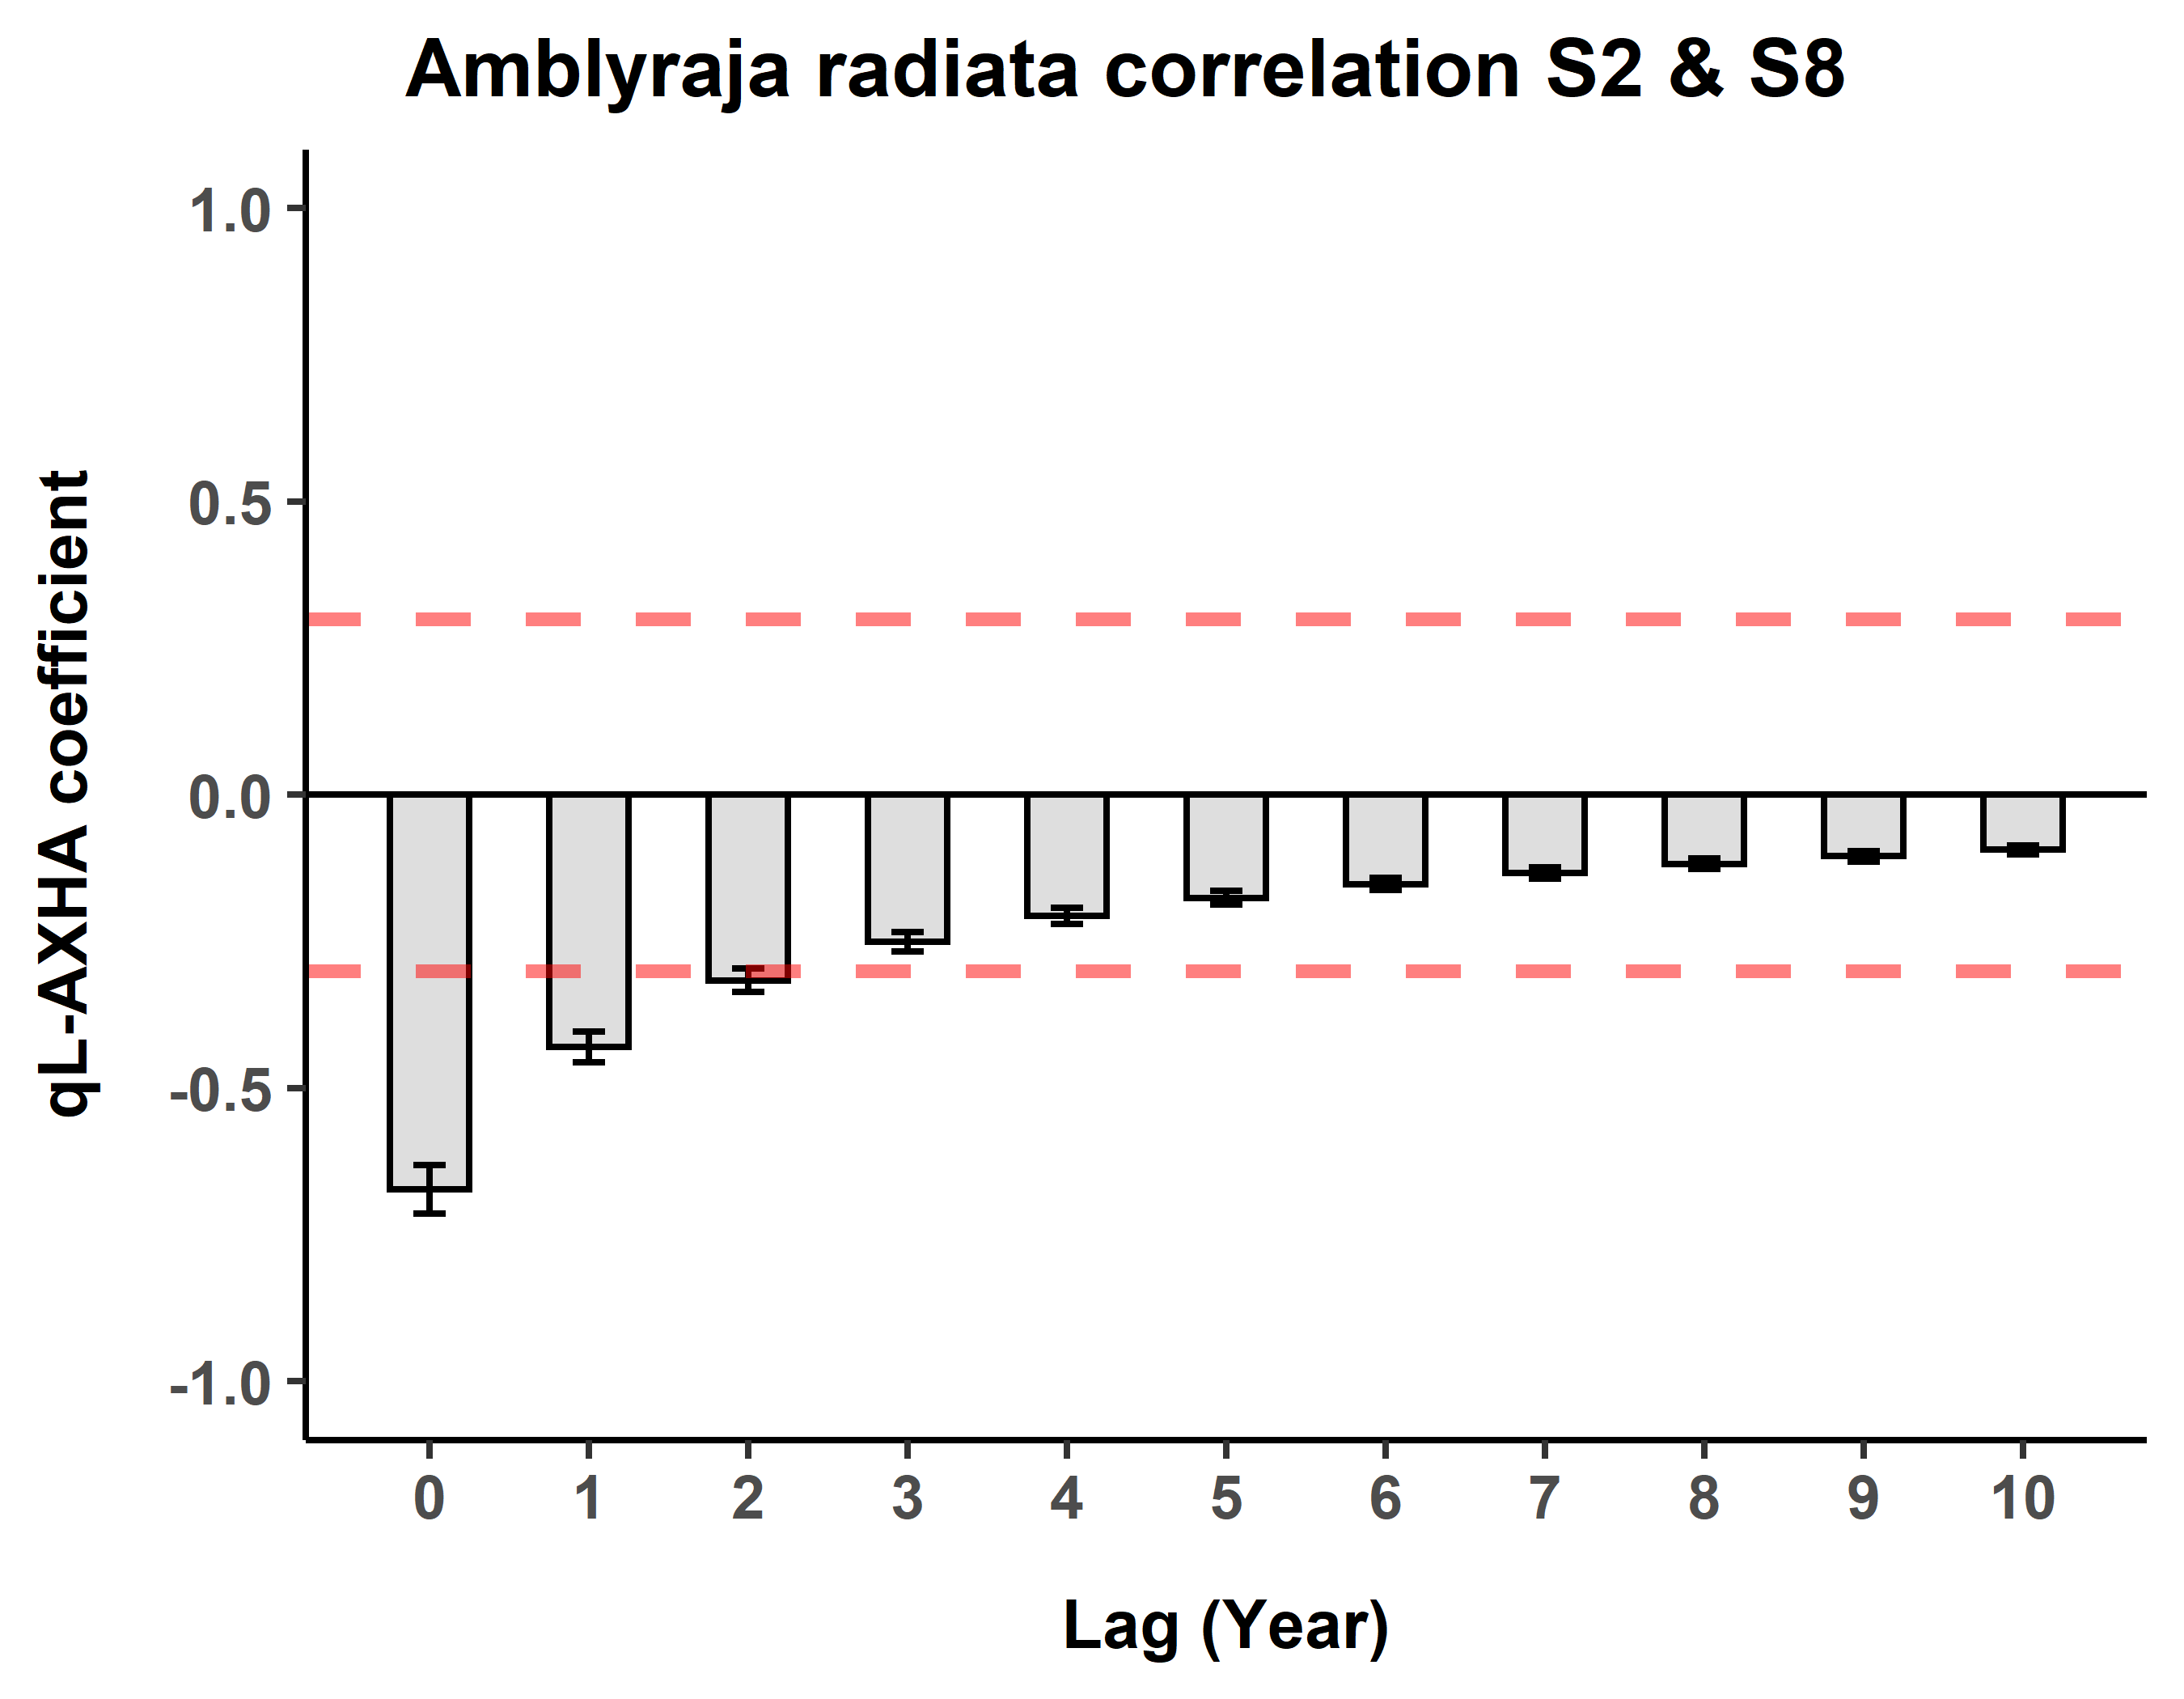 Amblyraja radiata correlation S2 & S8
qL-AXHA coefficient
1.0
0.5
0.0
-0.5
-1.0
0 1 2 3 4 5 6 7 8 9 10
Lag (Year)